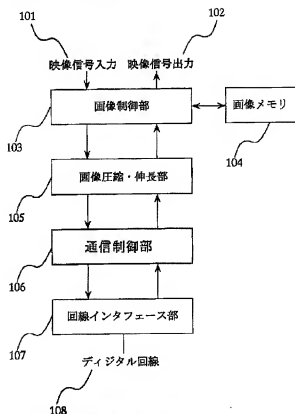 101
102
映像信号入力
映像信号出力
画像制御部
画像メモリ
103
104
画像圧縮・伸長部
105
通信制御部
106
回線インタフェース部
107
ディジタル回線
108